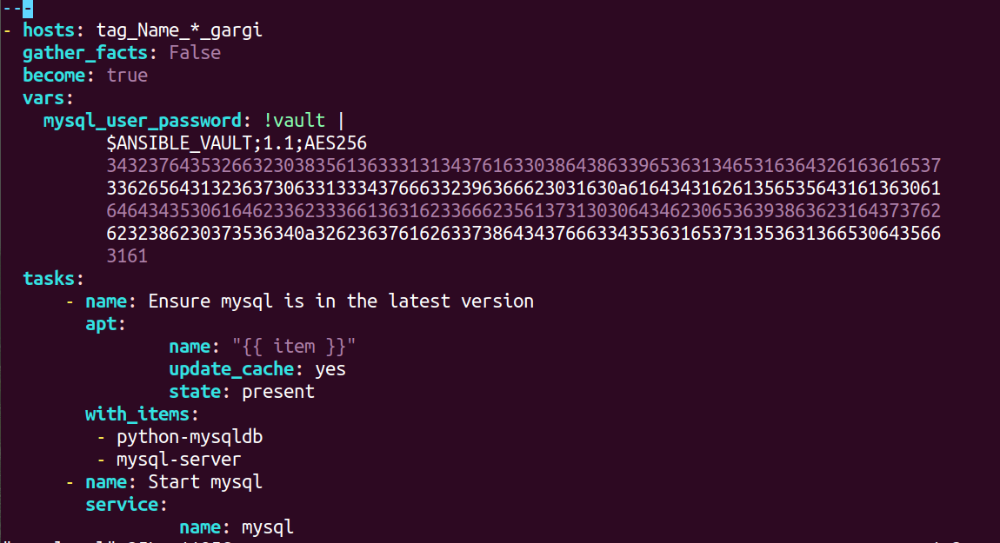 ---
- hosts: tag_Name_*_gargi
  gather_facts: False
  become: true
  vars:
    mysql_user_password: !vault |
          $ANSIBLE_VAULT;1.1;AES256
          34323764353266323038356136333131343761633038643863396536313465316364326163616537
          3362656431323637306331333437666332396366623031630a616434316261356535643161363061
          64643435306164623362333661363162336662356137313030643462306536393863623164373762
          6232386230373536340a326236376162633738643437666334353631653731353631366530643566
          3161
  tasks:
      - name: Ensure mysql is in the latest version
        apt:
                name: "{{ item }}"
                update_cache: yes
                state: present
        with_items:
         - python-mysqldb
         - mysql-server
      - name: Start mysql
        service:
                 name: mysql